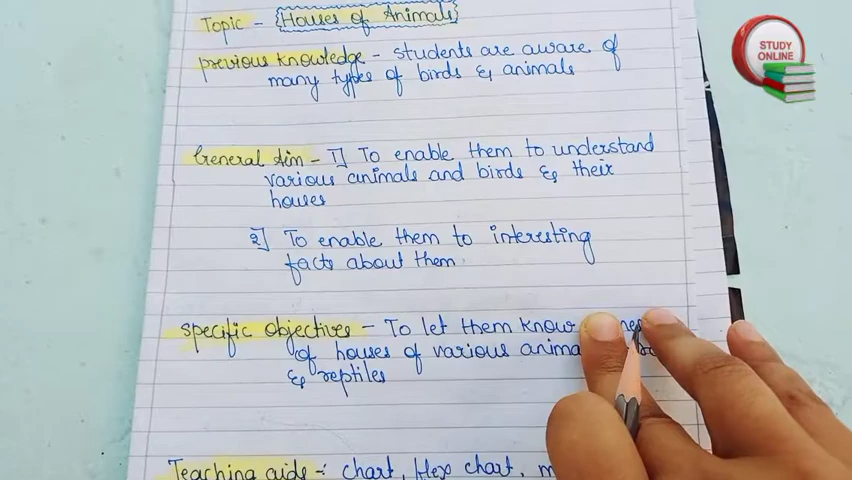 Topic - Houses of Animals
STUDY
ONLINE
previous knowledge - students are aware of
many types of birds & animals
General Aim - 1] To enable them to understand
various animals and birds & their
houses
2] To enable them to interesting
facts about them.
specific objectives - To let them know
of houses of various
& reptiles
Teaching aids - chart, flex chart,